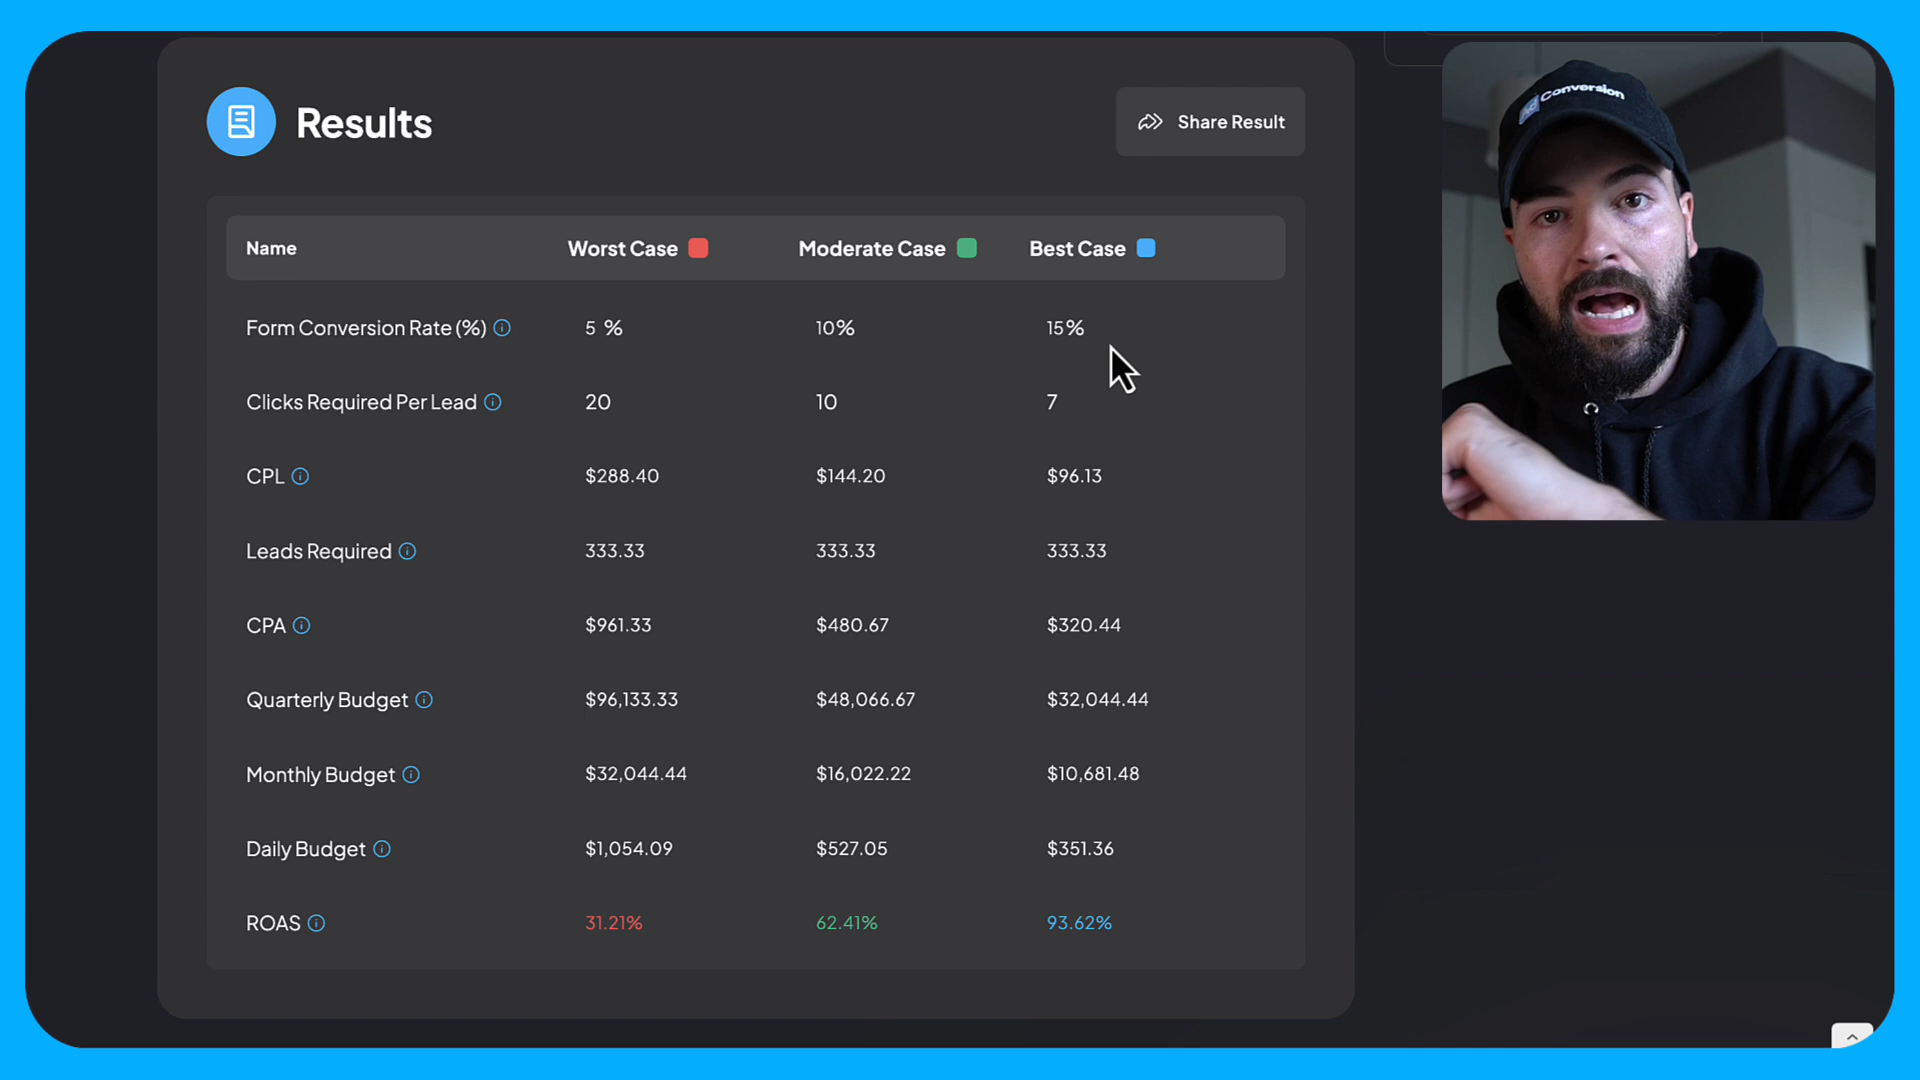 Results
Share Result
Name Worst Case Moderate Case Best Case
Form Conversion Rate (%) 5 % 10% 15%
Clicks Required Per Lead 20 10 7
CPL $288.40 $144.20 $96.13
Leads Required 333.33 333.33 333.33
CPA $961.33 $480.67 $320.44
Quarterly Budget $96,133.33 $48,066.67 $32,044.44
Monthly Budget $32,044.44 $16,022.22 $10,681.48
Daily Budget $1,054.09 $527.05 $351.36
ROAS 31.21% 62.41% 93.62%
Conversion